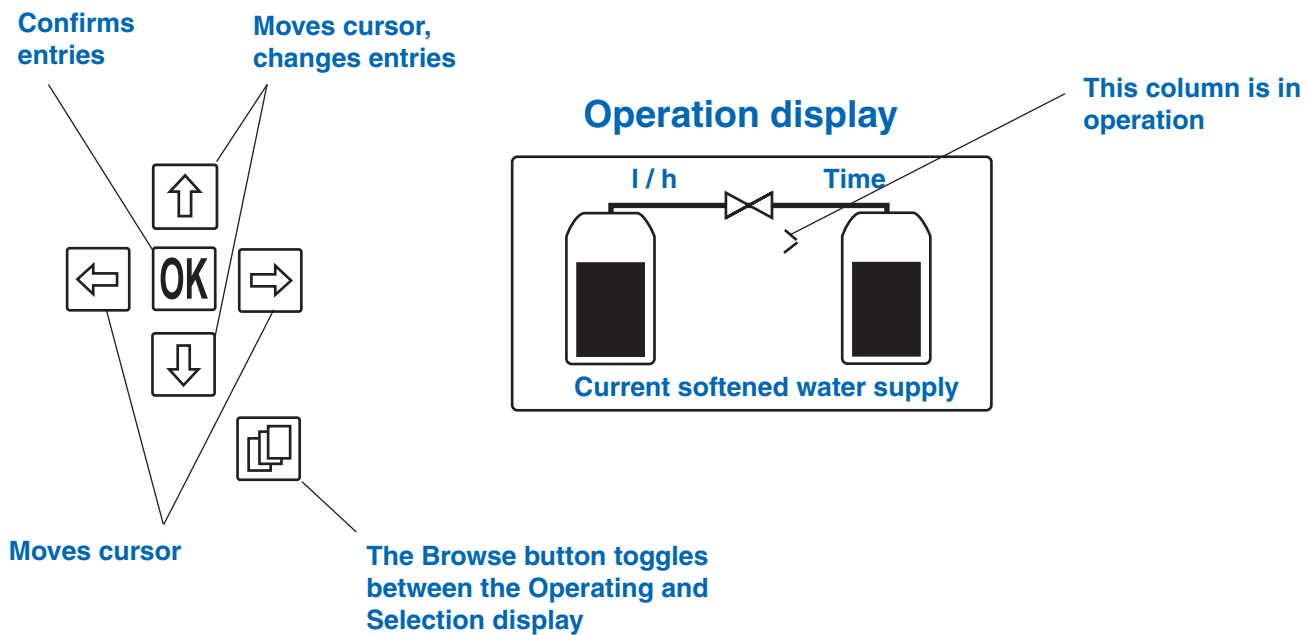 Confirms
entries
Moves cursor,
changes entries
OK
Moves cursor
The Browse button toggles
between the Operating and
Selection display
Operation display
l / h
Time
Current softened water supply
This column is in
operation